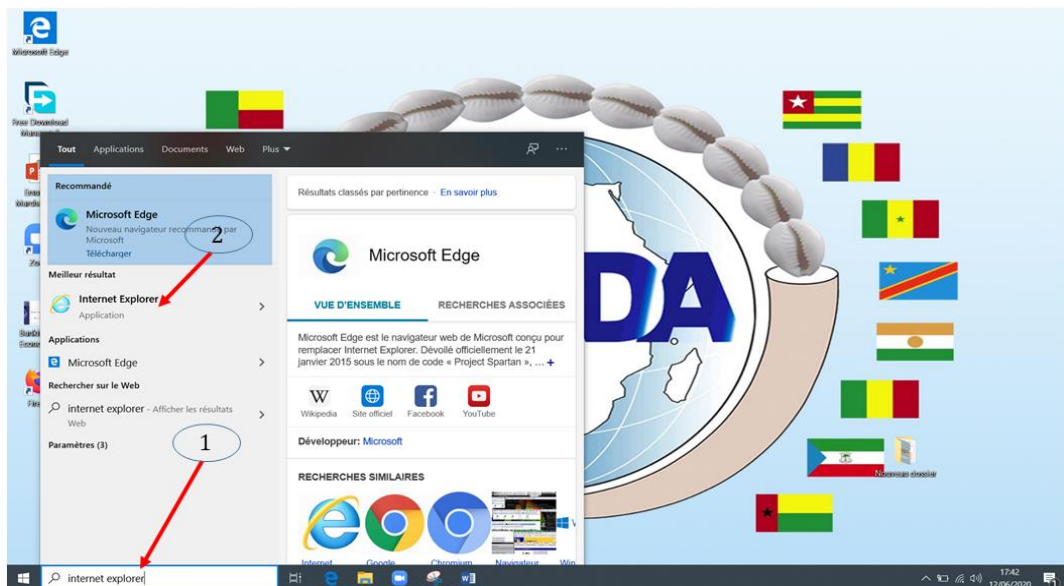 Microsoft Edge
Free Download
Tout Applications Documents Web Plus
Recommandé
Microsoft Edge
Nouveau navigateur recommandé par
Microsoft
Télécharger
2
Meilleur résultat
Internet Explorer
Application
Applications
Microsoft Edge
Rechercher sur le Web
internet explorer - Afficher les résultats
Web
Paramètres (3)
1
internet explorer
Résultats classés par pertinence · En savoir plus
Microsoft Edge
VUE D'ENSEMBLE RECHERCHES ASSOCIÉES
Microsoft Edge est le navigateur web de Microsoft conçu pour
remplacer Internet Explorer. Dévoilé officiellement le 21
janvier 2015 sous le nom de code « Project Spartan », ... +
W
Wikipedia Site officiel Facebook YouTube
Développeur: Microsoft
RECHERCHES SIMILAIRES
Internet Google Chromium Navigateur Win
DA
Nouveau dossier
17:42
12/06/2020